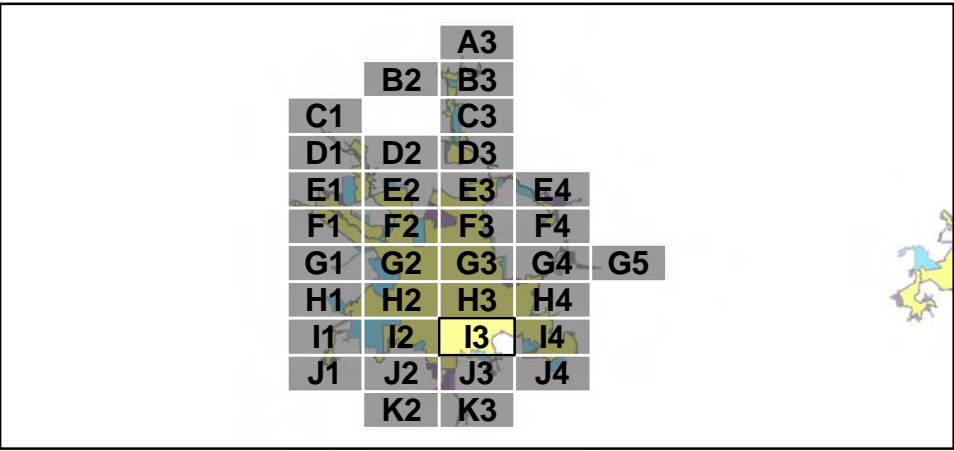 A3
B2 B3
C1 C3
D1 D2 D3
E1 E2 E3 E4
F1 F2 F3 F4
G1 G2 G3 G4 G5
H1 H2 H3 H4
I1 I2 I3 I4
J1 J2 J3 J4
K2 K3